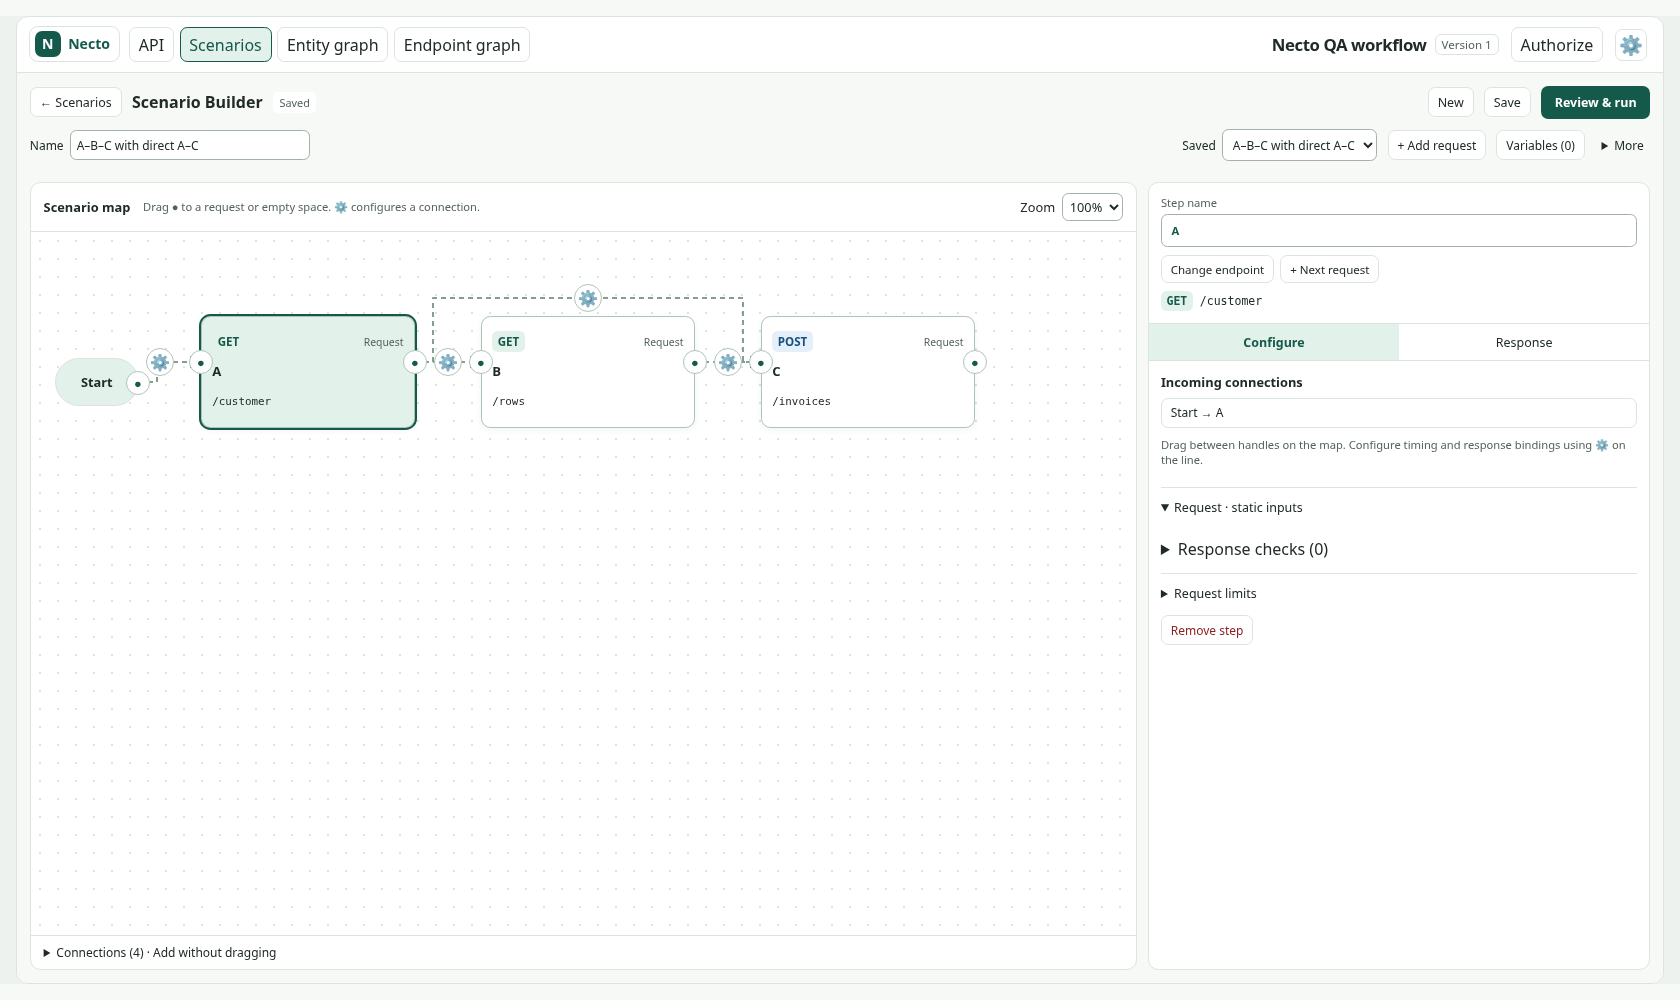 N Necto API Scenarios Entity graph Endpoint graph Necto QA workflow Version 1 Authorize ⚙️
← Scenarios Scenario Builder Saved New Save Review & run
Name A–B–C with direct A–C Saved A–B–C with direct A–C + Add request Variables (0) ▶ More
Scenario map Drag ● to a request or empty space. ⚙️ configures a connection. Zoom 100%
Start
GET Request
A
/customer
GET Request
B
/rows
POST Request
C
/invoices
▶ Connections (4) · Add without dragging
Step name
A
Change endpoint + Next request
GET /customer
Configure Response
Incoming connections
Start → A
Drag between handles on the map. Configure timing and response bindings using ⚙️ on
the line.
▼ Request · static inputs
▶ Response checks (0)
▶ Request limits
Remove step